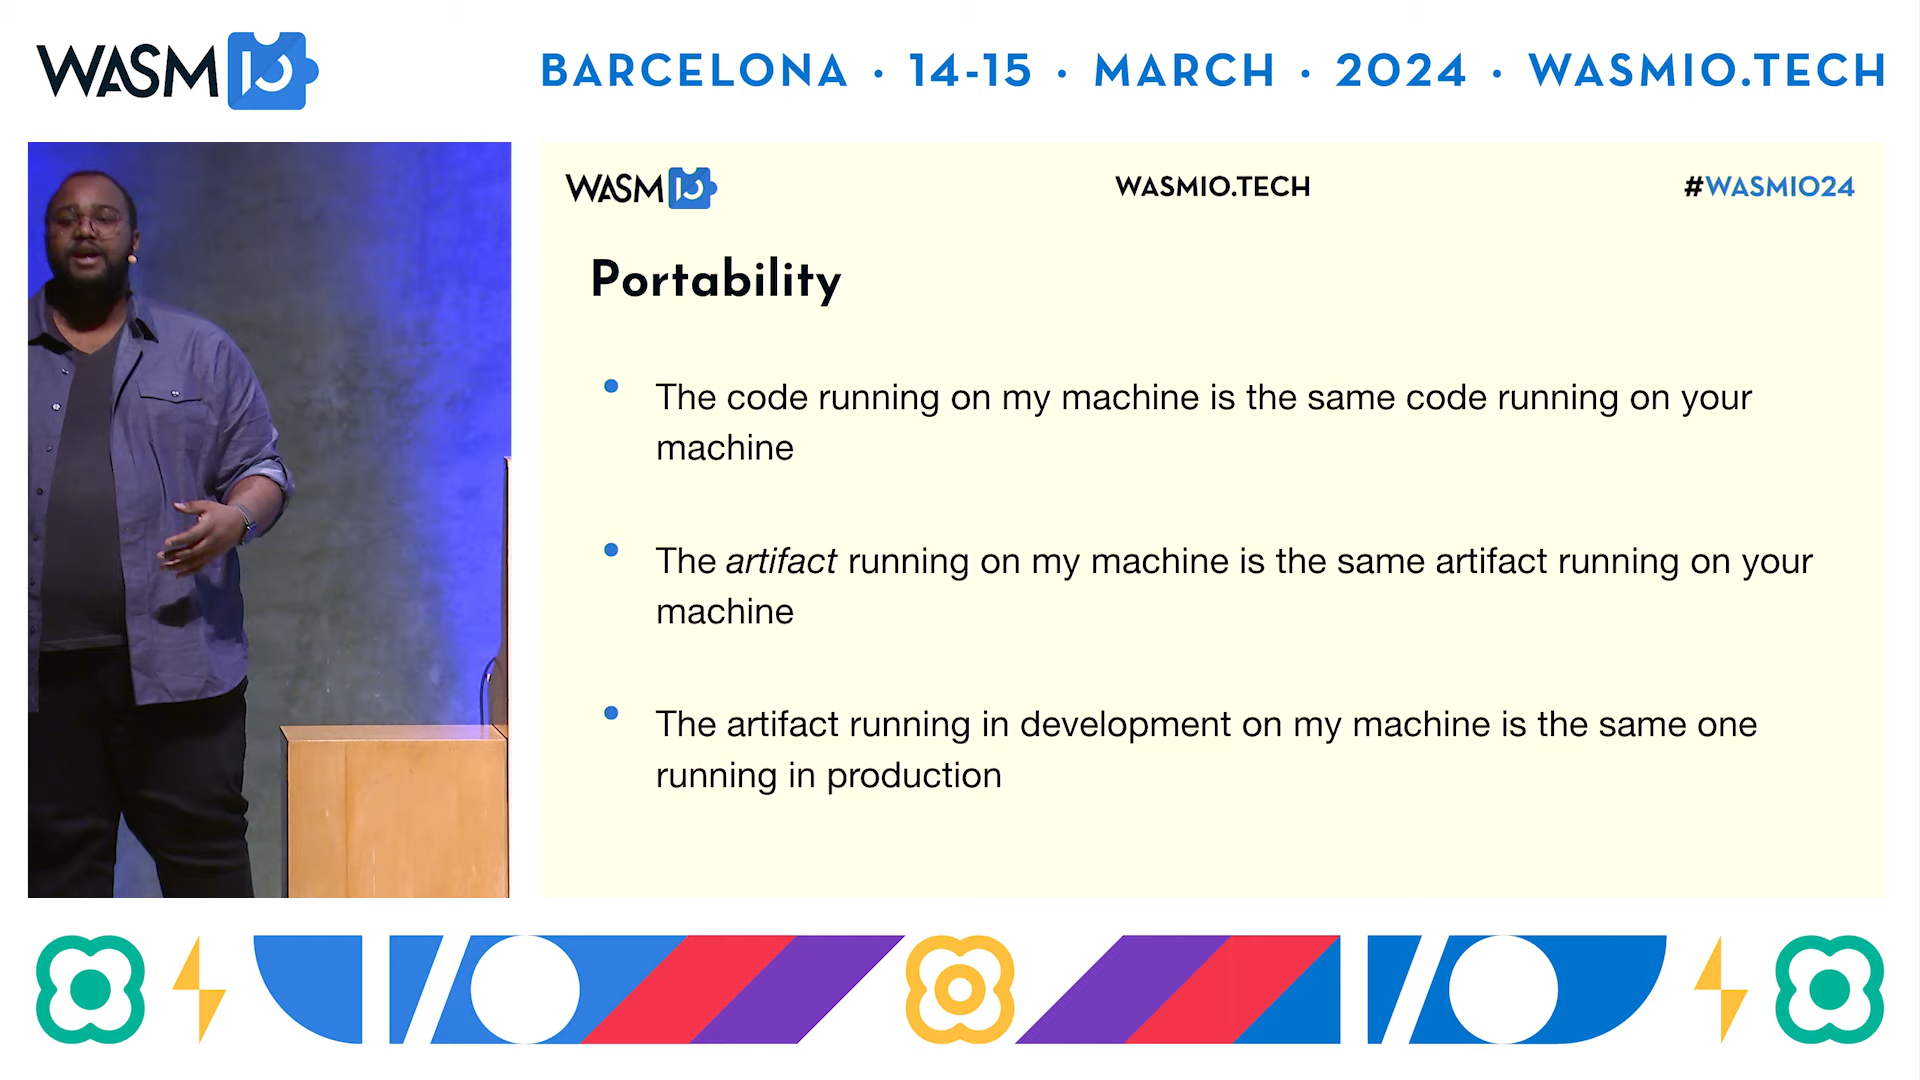 WASM IO
BARCELONA · 14-15 · MARCH · 2024 · WASMIO.TECH
WASM IO
WASMIO.TECH
#WASMIO24
Portability
• The code running on my machine is the same code running on your
machine
• The artifact running on my machine is the same artifact running on your
machine
• The artifact running in development on my machine is the same one
running in production